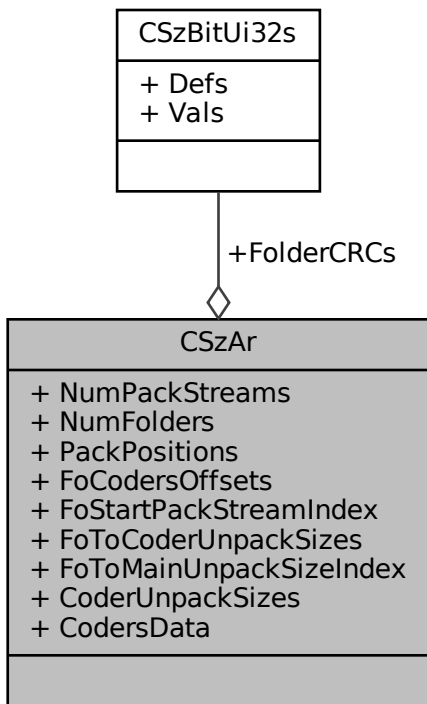 CSzBitUi32s
+ Defs
+ Vals
+FolderCRCs
CSzAr
+ NumPackStreams
+ NumFolders
+ PackPositions
+ FoCodersOffsets
+ FoStartPackStreamIndex
+ FoToCoderUnpackSizes
+ FoToMainUnpackSizeIndex
+ CoderUnpackSizes
+ CodersData